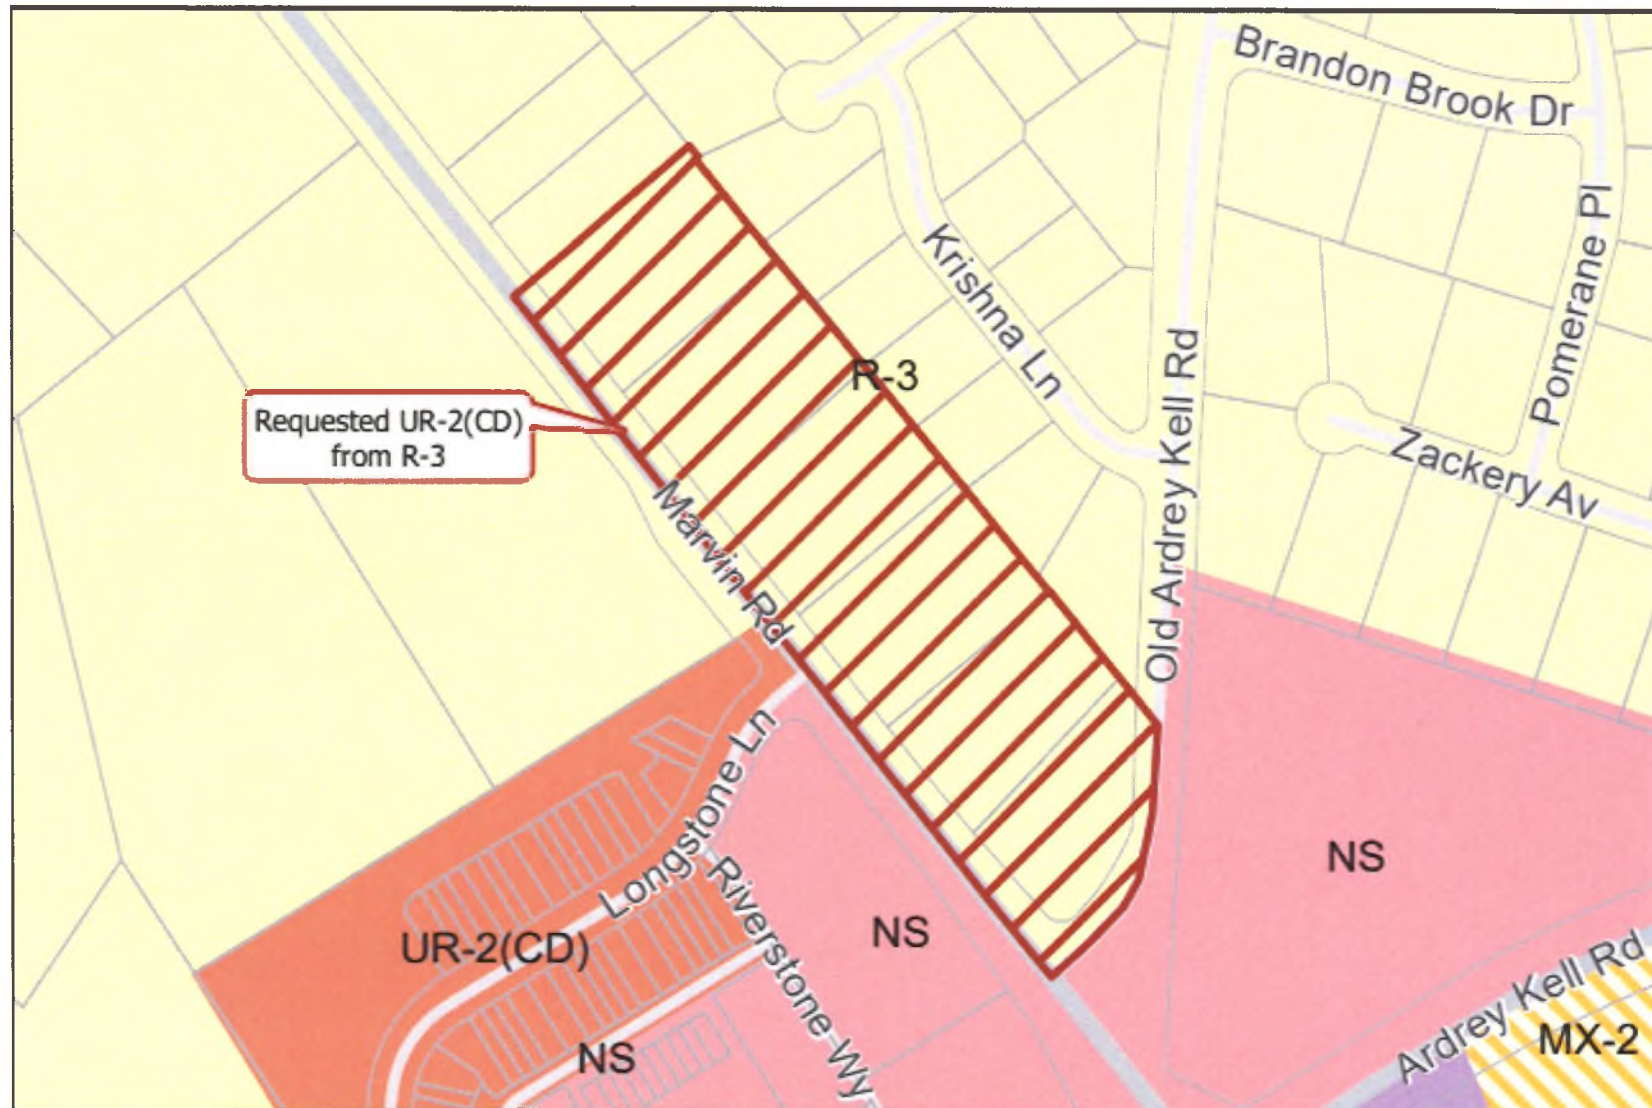 Brandon Brook Dr
Pomerane Pl
Krishna Ln
R-3
Old Ardrey Kell Rd
Requested UR-2(CD)
from R-3
Zackery Av
Marvin Rd
Longstone Ln
Riverstone Wy
NS
NS
UR-2(CD)
NS
Ardrey Kell Rd
MX-2